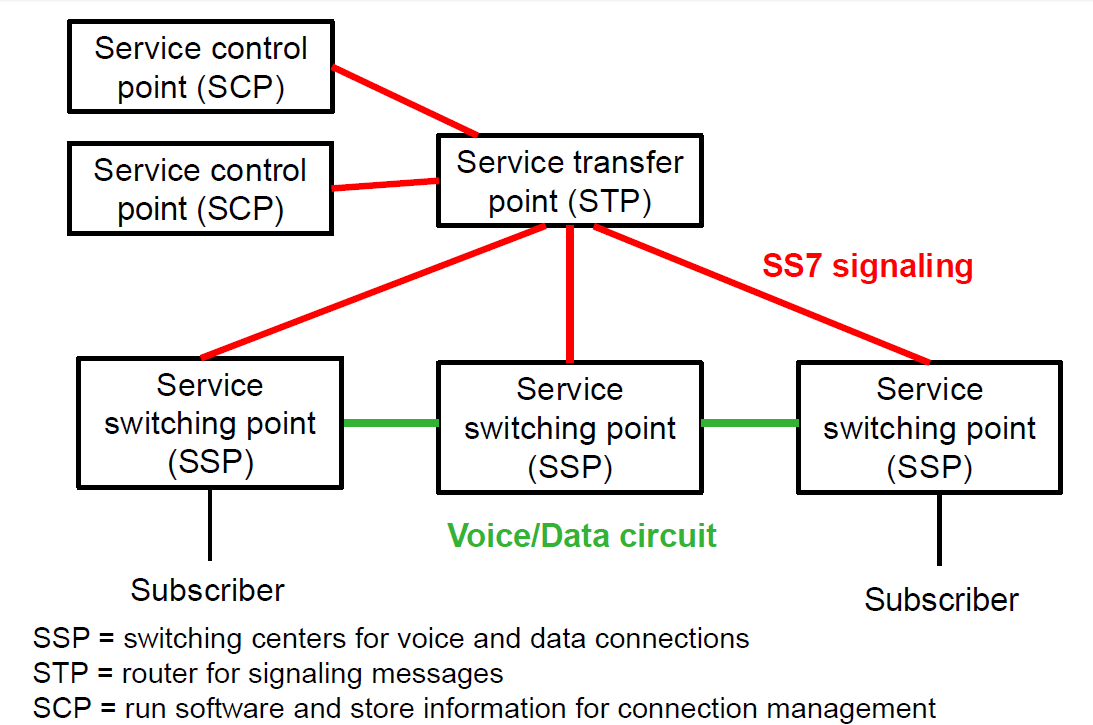 Service control
point (SCP)
Service control
point (SCP)
Service transfer
point (STP)
SS7 signaling
Service
switching point
(SSP)
Service
switching point
(SSP)
Service
switching point
(SSP)
Voice/Data circuit
Subscriber
Subscriber
SSP = switching centers for voice and data connections
STP = router for signaling messages
SCP = run software and store information for connection management